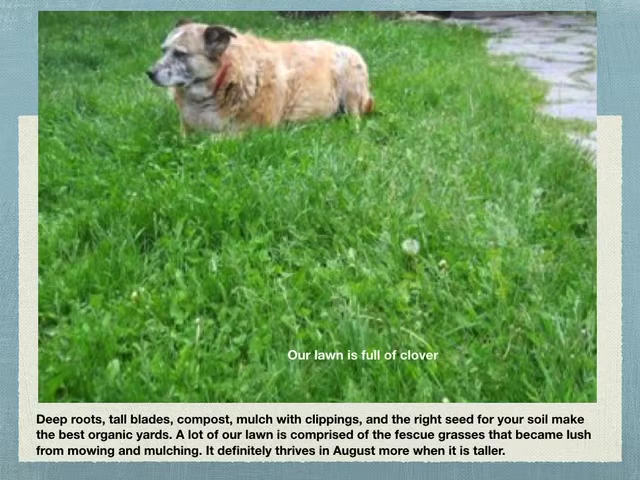 Our lawn is full of clover
Deep roots, tall blades, compost, mulch with clippings, and the right seed for your soil make
the best organic yards. A lot of our lawn is comprised of the fescue grasses that became lush
from mowing and mulching. It definitely thrives in August more when it is taller.